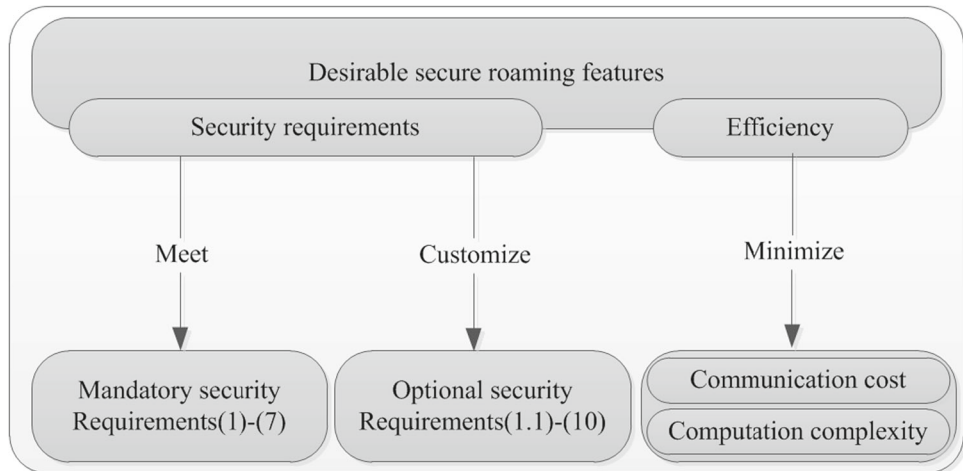 Desirable secure roaming features
Security requirements
Efficiency
Meet
Customize
Minimize
Mandatory security
Requirements(1)-(7)
Optional security
Requirements(1.1)-(10)
Communication cost
Computation complexity